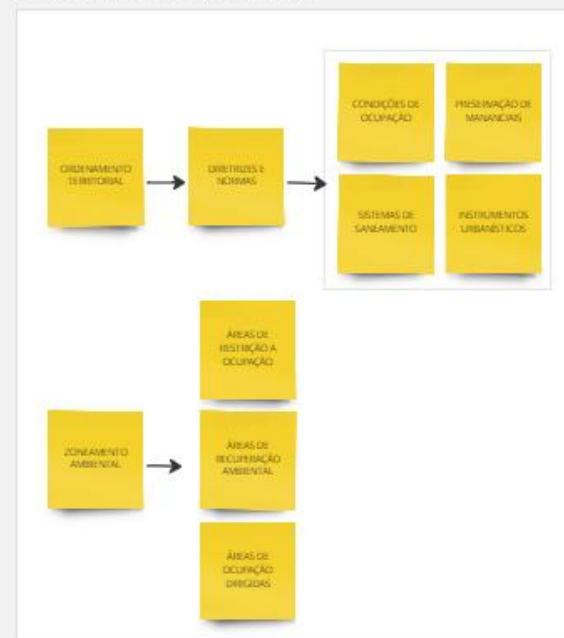 ORDENAMENTO
TERRITORIAL
DIRETRIZES E
NORMAS
CONDIÇÕES DE
OCUPAÇÃO
PRESERVAÇÃO DE
MANANCIAIS
SISTEMAS DE
SANEAMENTO
INSTRUMENTOS
URBANÍSTICOS
ZONEAMENTO
AMBIENTAL
ÁREAS DE
RESTRIÇÃO A
OCUPAÇÃO
ÁREAS DE
RECUPERAÇÃO
AMBIENTAL
ÁREAS DE
OCUPAÇÃO
DIRIGIDAS